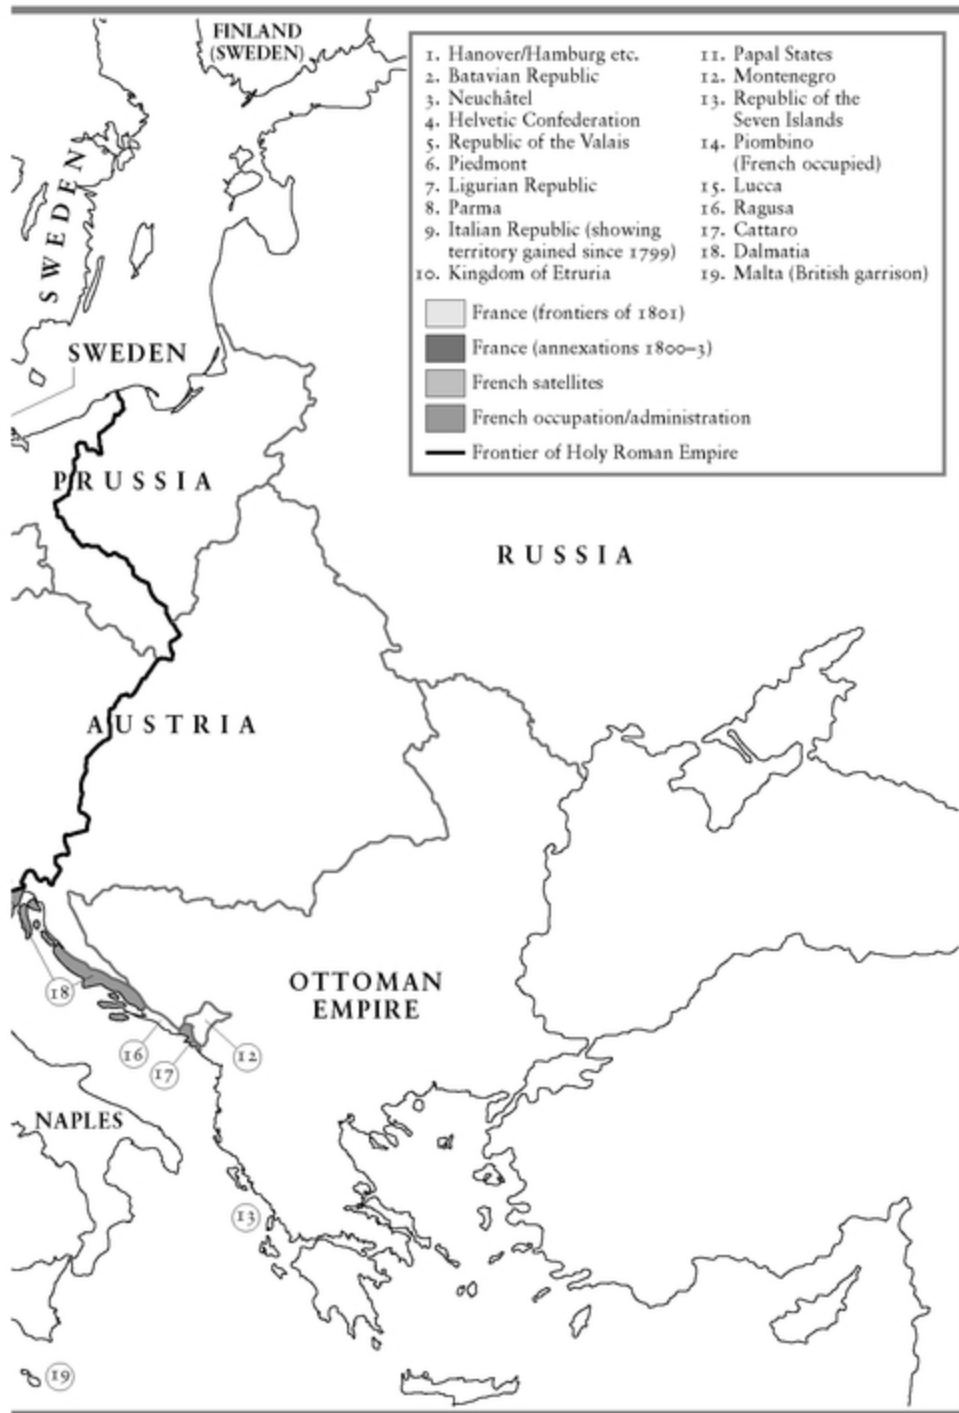 FINLAND
(SWEDEN)
1. Hanover/Hamburg etc.
2. Batavian Republic
3. Neuchâtel
4. Helvetic Confederation
5. Republic of the Valais
6. Piedmont
7. Ligurian Republic
8. Parma
9. Italian Republic (showing
territory gained since 1799)
10. Kingdom of Etruria
11. Papal States
12. Montenegro
13. Republic of the
Seven Islands
14. Piombino
(French occupied)
15. Lucca
16. Ragusa
17. Cattaro
18. Dalmatia
19. Malta (British garrison)
France (frontiers of 1801)
France (annexations 1800–3)
French satellites
French occupation/administration
Frontier of Holy Roman Empire
SWEDEN
SWEDEN
PRUSSIA
RUSSIA
AUSTRIA
OTTOMAN
EMPIRE
18
16
17
12
NAPLES
13
19